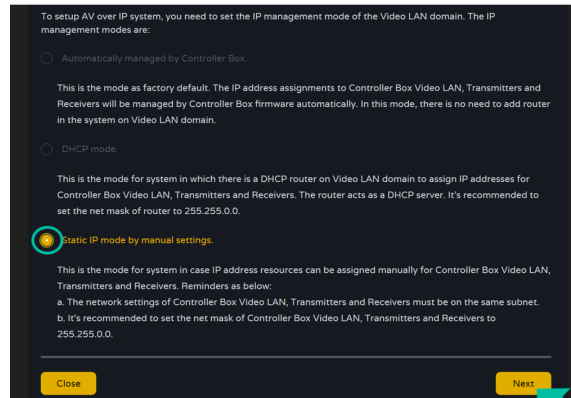 To setup AV over IP system, you need to set the IP management mode of the Video LAN domain. The IP
management modes are:
Automatically managed by Controller Box.
This is the mode as factory default. The IP address assignments to Controller Box Video LAN, Transmitters and
Receivers will be managed by Controller Box firmware automatically. In this mode, there is no need to add router
in the system on Video LAN domain.
DHCP mode.
This is the mode for system in which there is a DHCP router on Video LAN domain to assign IP addresses for
Controller Box Video LAN, Transmitters and Receivers. The router acts as a DHCP server. It's recommended to
set the net mask of router to 255.255.0.0.
Static IP mode by manual settings.
This is the mode for system in case IP address resources can be assigned manually for Controller Box Video LAN,
Transmitters and Receivers. Reminders as below:
a. The network settings of Controller Box Video LAN, Transmitters and Receivers must be on the same subnet.
b. It's recommended to set the net mask of Controller Box Video LAN, Transmitters and Receivers to
255.255.0.0.
Close
Next